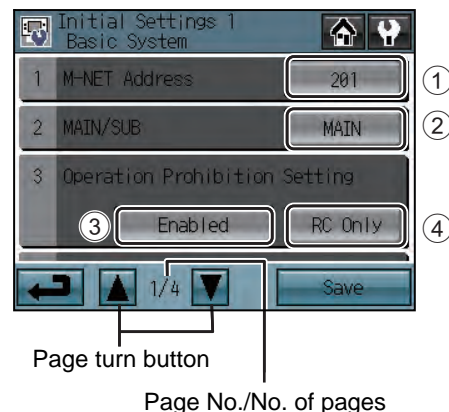 Initial Settings 1
Basic System
1 M-NET Address 201 ①
2 MAIN/SUB MAIN ②
3 Operation Prohibition Setting
③ Enabled RC Only ④
1/4 Save
Page turn button
Page No./No. of pages